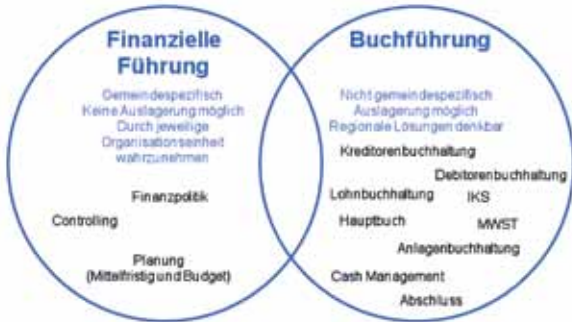 Finanzielle
Führung
Gemeindespezifisch
Keine Auslagerung möglich
Durch jeweilige
Organisationseinheit
wahrzunehmen
Finanzpolitik
Controlling
Planung
(Mittelfristig und Budget)
Buchführung
Nicht gemeindespezifisch
Auslagerung möglich
Regionale Lösungen denkbar
Kreditorenbuchhaltung
Debitorenbuchhaltung
Lohnbuchhaltung IKS
Hauptbuch MWST
Anlagenbuchhaltung
Cash Management
Abschluss